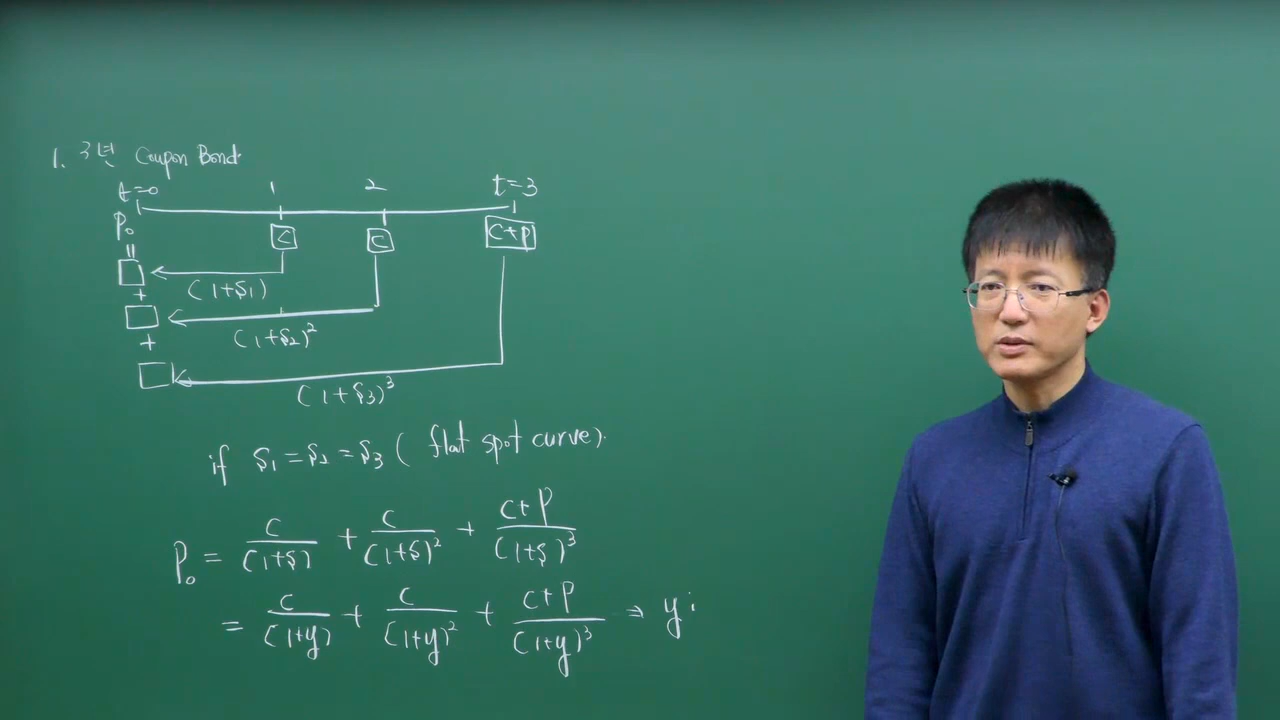 1. 3년 Coupon Bond
t=0 1 2 t=3
P₀ C C C+P
=
(1+S₁)
+
(1+S₂)²
+
(1+S₃)³
if S₁ = S₂ = S₃ ( flat spot curve).
P₀ = C/(1+S) + C/(1+S)² + C+P/(1+S)³
= C/(1+y) + C/(1+y)² + C+P/(1+y)³ ⇒ y i